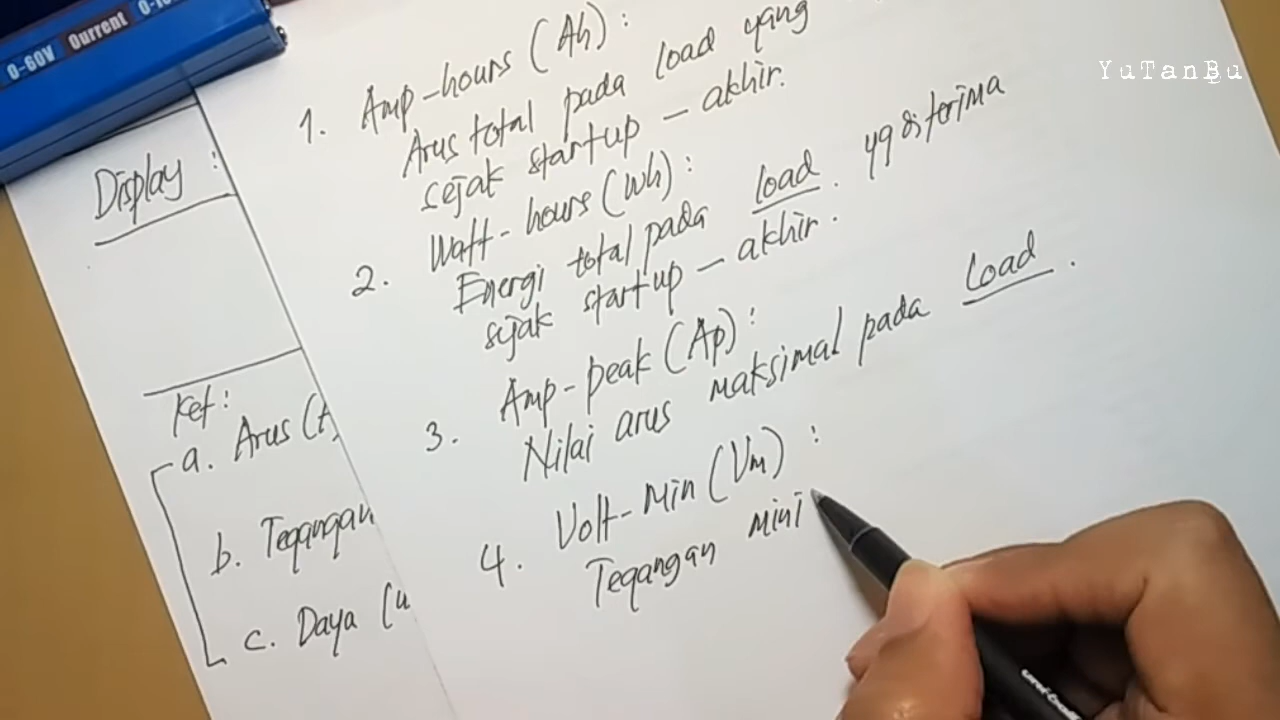 0-60V Current 0-10
YuTanBu
Display :
Ket :
a. Arus (A
b. Tegangan
c. Daya (W
1. Amp-hours (Ah) :
Arus total pada load yang
sejak startup - akhir.
2. Watt-hours (Wh) :
Energi total pada load. yg diterima
sejak startup - akhir.
3. Amp-peak (Ap) :
Nilai arus maksimal pada Load.
4. Volt-Min (Vm) :
Tegangan mini